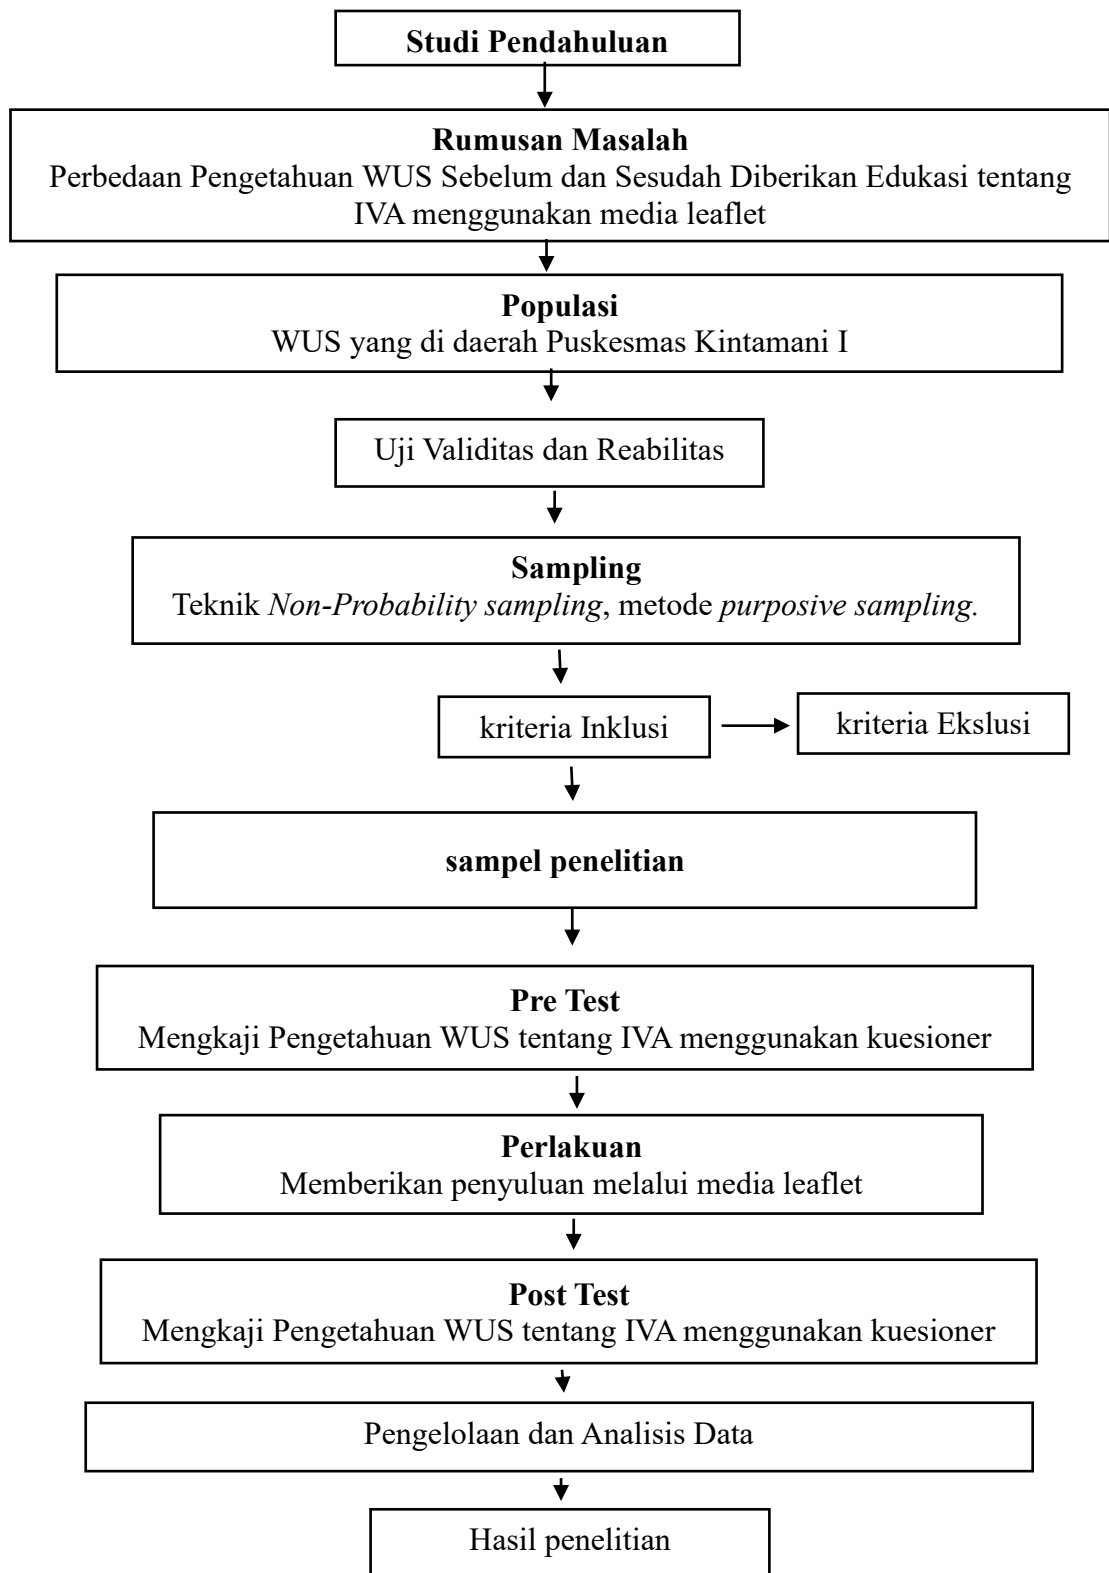 Studi Pendahuluan
Rumusan Masalah
Perbedaan Pengetahuan WUS Sebelum dan Sesudah Diberikan Edukasi tentang
IVA menggunakan media leaflet
Populasi
WUS yang di daerah Puskesmas Kintamani I
Uji Validitas dan Reabilitas
Sampling
Teknik Non-Probability sampling, metode purposive sampling.
kriteria Inklusi
kriteria Ekslusi
sampel penelitian
Pre Test
Mengkaji Pengetahuan WUS tentang IVA menggunakan kuesioner
Perlakuan
Memberikan penyuluan melalui media leaflet
Post Test
Mengkaji Pengetahuan WUS tentang IVA menggunakan kuesioner
Pengelolaan dan Analisis Data
Hasil penelitian